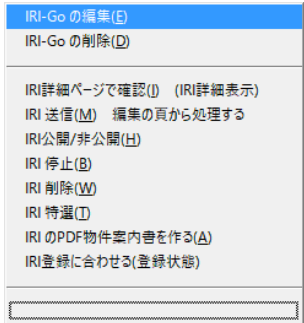 IRI-Go の編集(E)
IRI-Go の削除(D)
IRI詳細ページで確認(I) (IRI詳細表示)
IRI 送信(M) 編集の頁から処理する
IRI公開/非公開(H)
IRI 停止(B)
IRI 削除(W)
IRI 特選(T)
IRI のPDF物件案内書を作る(A)
IRI登録に合わせる(登録状態)